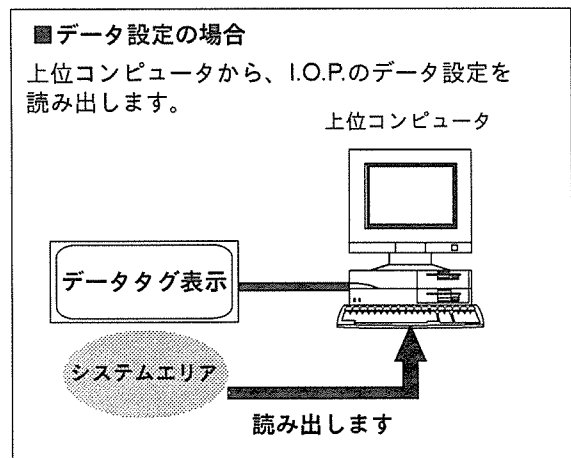 ■データ設定の場合
上位コンピュータから、I.O.P.のデータ設定を
読み出します。
上位コンピュータ
データタグ表示
システムエリア
読み出します